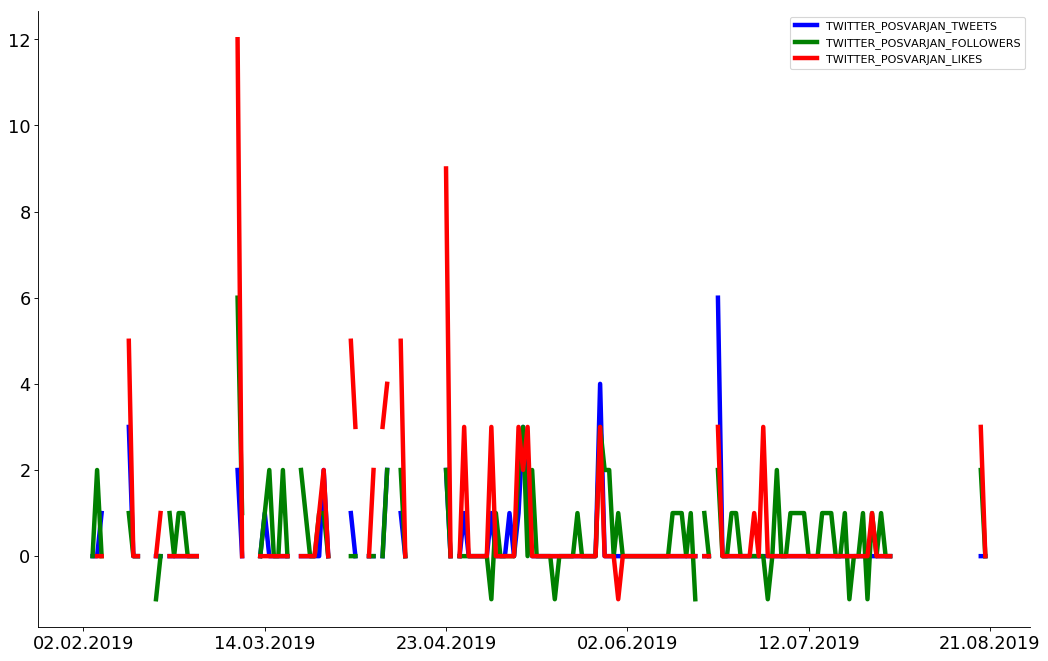 TWITTER_POSVARJAN_TWEETS
TWITTER_POSVARJAN_FOLLOWERS
TWITTER_POSVARJAN_LIKES
12
10
8
6
4
2
0
02.02.2019 14.03.2019 23.04.2019 02.06.2019 12.07.2019 21.08.2019